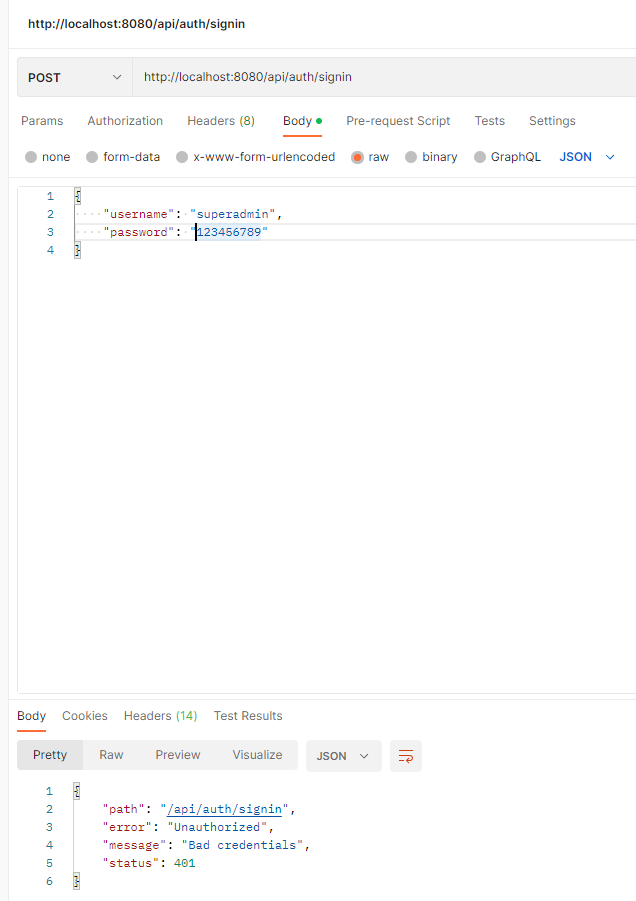 http://localhost:8080/api/auth/signin
POST http://localhost:8080/api/auth/signin
Params Authorization Headers (8) Body Pre-request Script Tests Settings
none form-data x-www-form-urlencoded raw binary GraphQL JSON
1 {
2 "username": "superadmin",
3 "password": "123456789"
4 }
Body Cookies Headers (14) Test Results
Pretty Raw Preview Visualize JSON
1 {
2 "path": "/api/auth/signin",
3 "error": "Unauthorized",
4 "message": "Bad credentials",
5 "status": 401
6 }